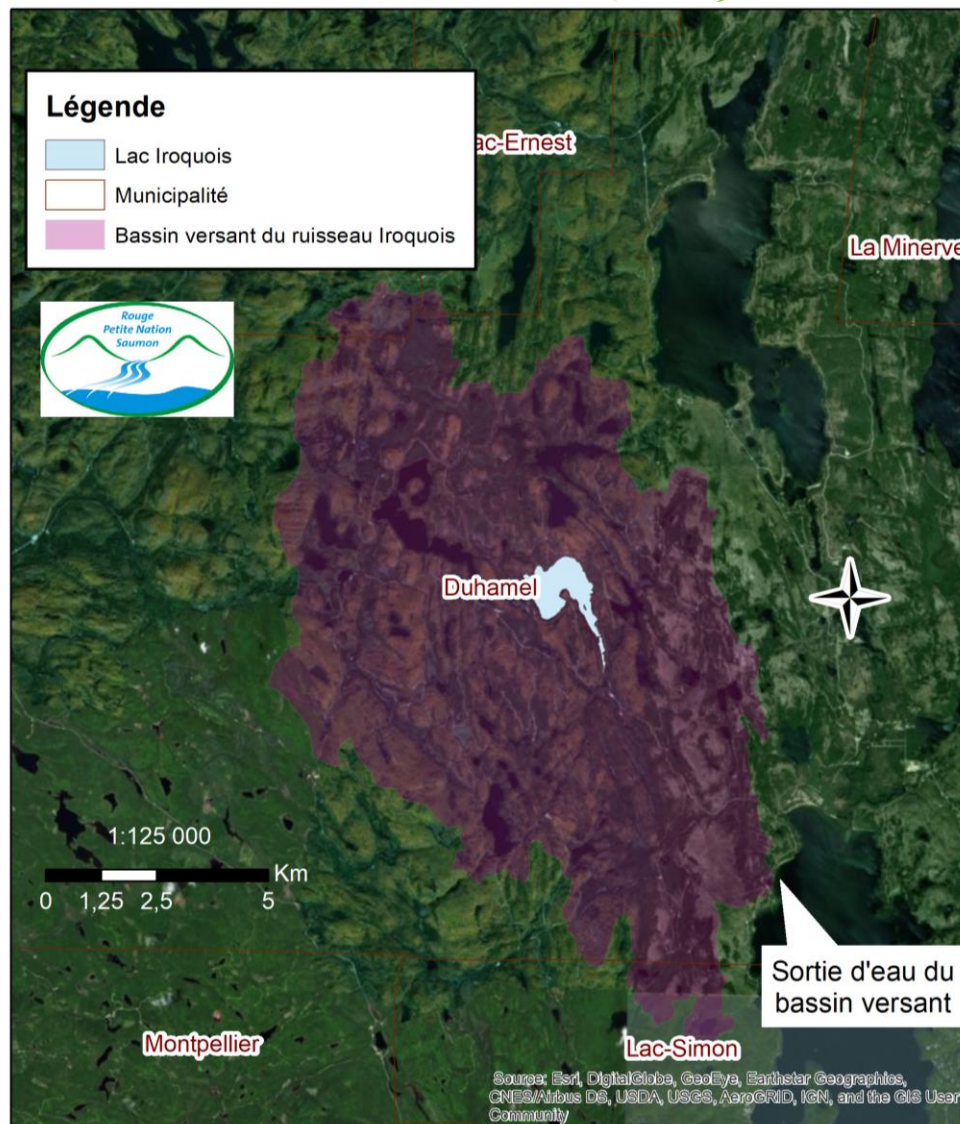 Légende
Lac Iroquois
Municipalité
Bassin versant du ruisseau Iroquois
ac-Ernest
La Minerve
Rouge
Petite Nation
Saumon
Duhamel
1:125 000
Km
0 1,25 2,5 5
Sortie d'eau du
bassin versant
Montpellier
Lac-Simon
Source: Esri, DigitalGlobe, GeoEye, Earthstar Geographics,
CNES/Airbus DS, USDA, USGS, AeroGRID, IGN, and the GIS User
Community